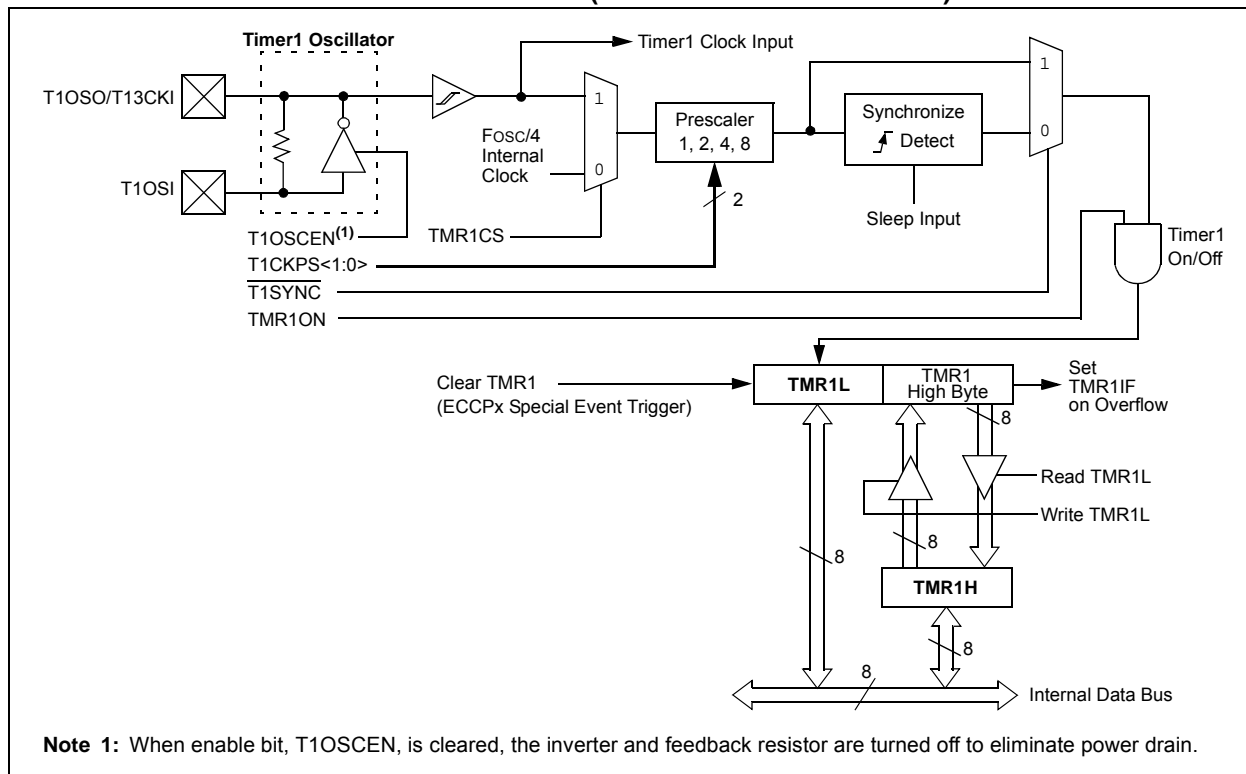 Timer1 Oscillator
Timer1 Clock Input
T1OSO/T13CKI
1
1
FOSC/4
Internal
Clock
0
Prescaler
1, 2, 4, 8
Synchronize
Detect
0
T1OSI
2
Sleep Input
T1OSCEN(1)
TMR1CS
Timer1
On/Off
T1CKPS<1:0>
T1SYNC
TMR1ON
Clear TMR1
(ECCPx Special Event Trigger)
TMR1L
TMR1
High Byte
Set
TMR1IF
on Overflow
8
Read TMR1L
Write TMR1L
8
8
TMR1H
8
8
Internal Data Bus
Note 1: When enable bit, T1OSCEN, is cleared, the inverter and feedback resistor are turned off to eliminate power drain.